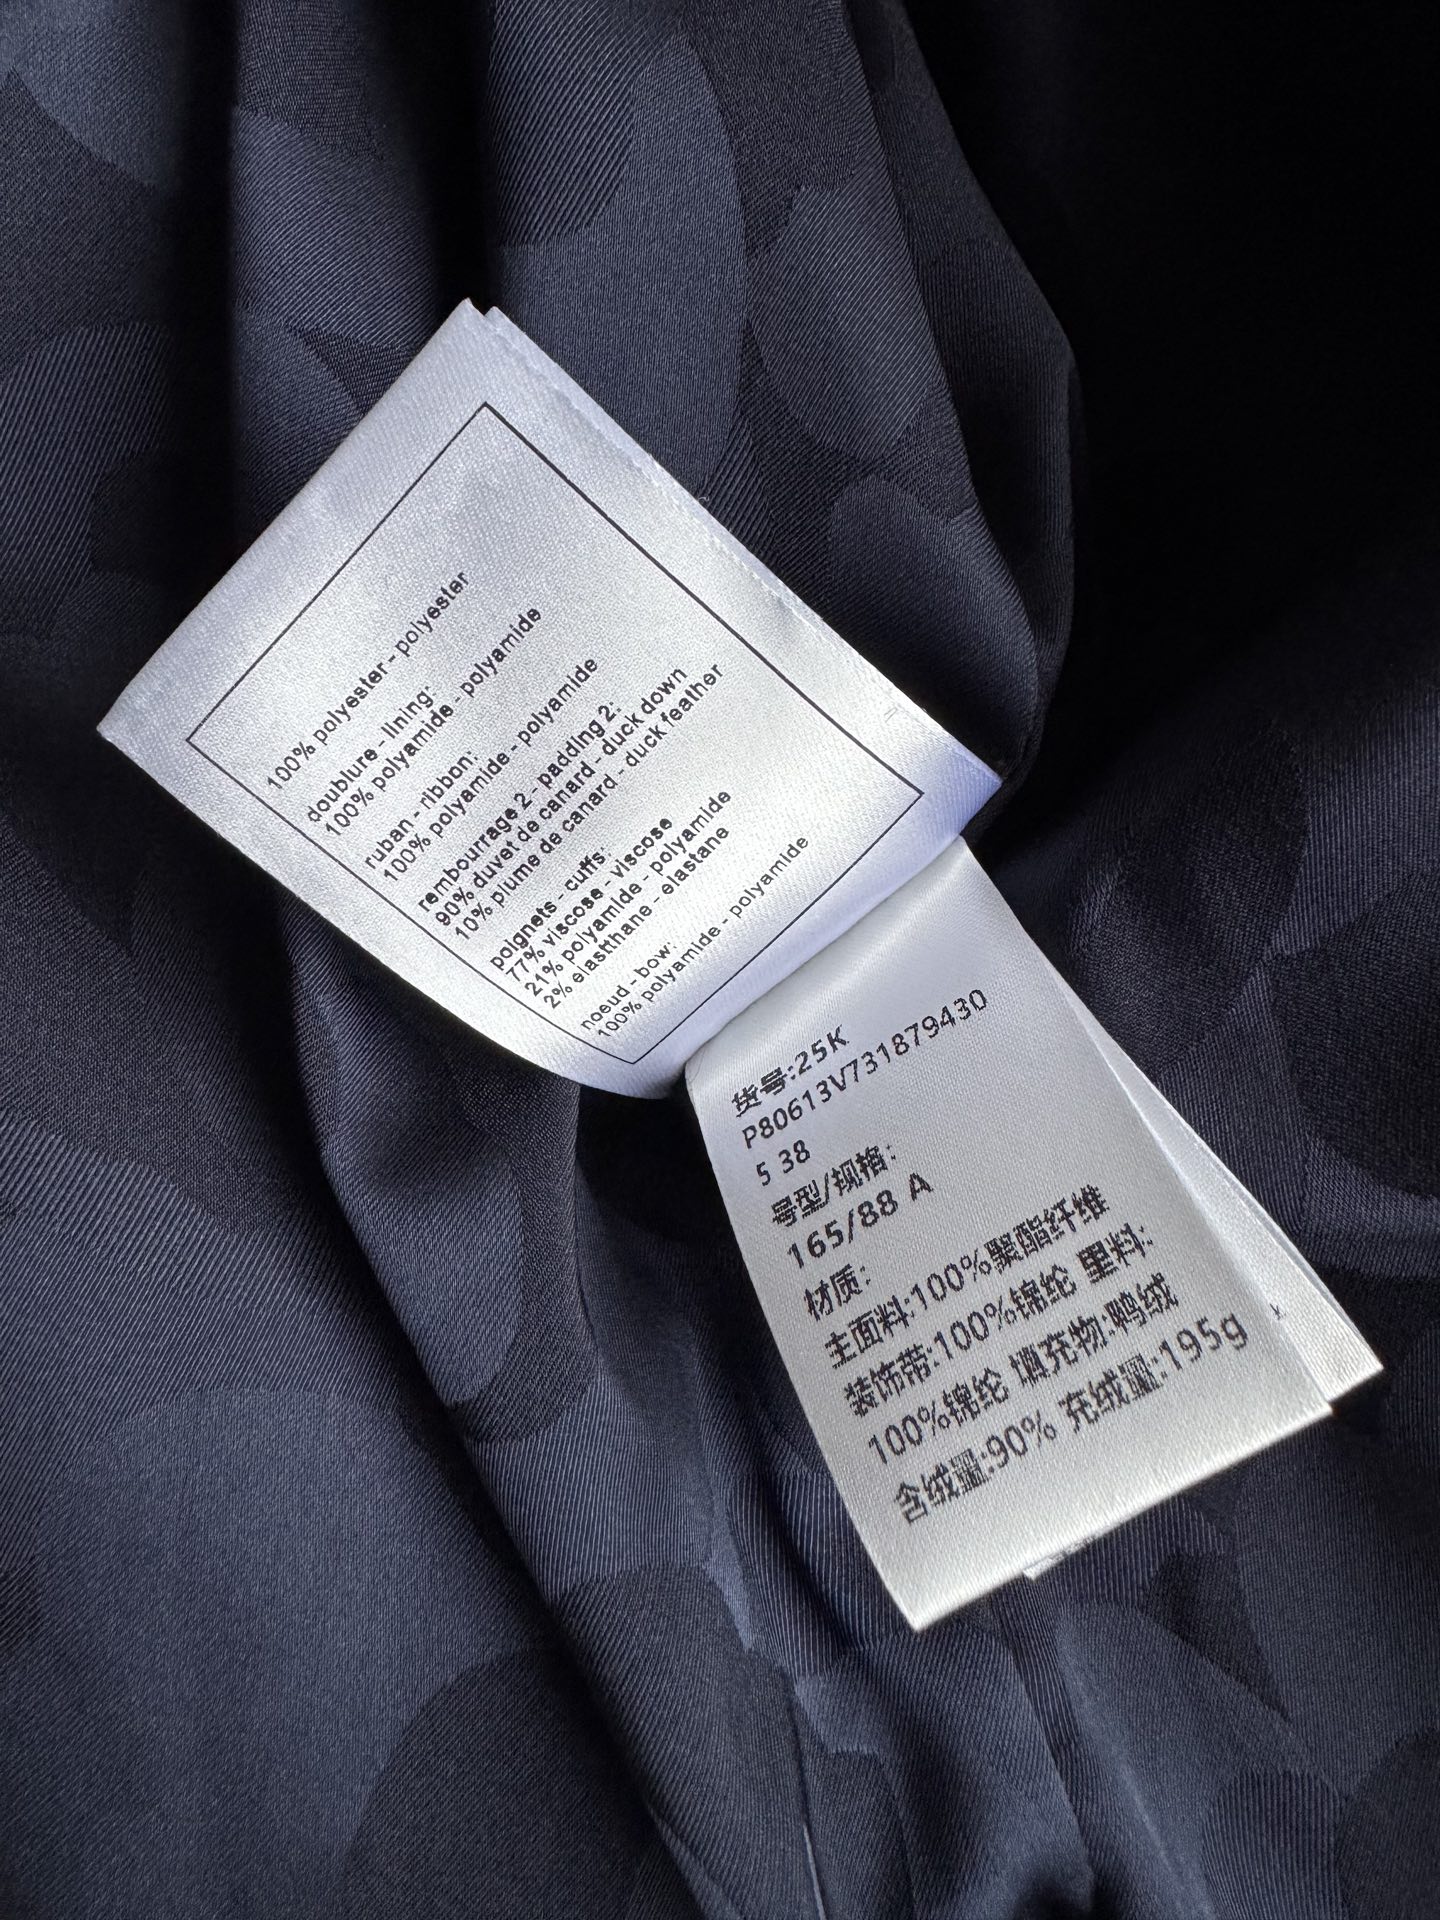 100% polyester - polyester
doublure - lining:
100% polyamide - polyamide
ruban - ribbon:
100% polyamide - polyamide
rembourrage 2 - padding 2:
90% duvet de canard - duck down
10% plume de canard - duck feather
poignets - cuffs:
77% viscose - viscose
21% polyamide - polyamide
2% elasthane - elastane
noeud - bow:
100% polyamide - polyamide
货号:25K
P80613V731879430
5 38
号型/规格:
165/88 A
材质:
主面料:100%聚酯纤维
装饰带:100%锦纶 里料:
100%锦纶 填充物:鸭绒
含绒量:90% 充绒量:195g